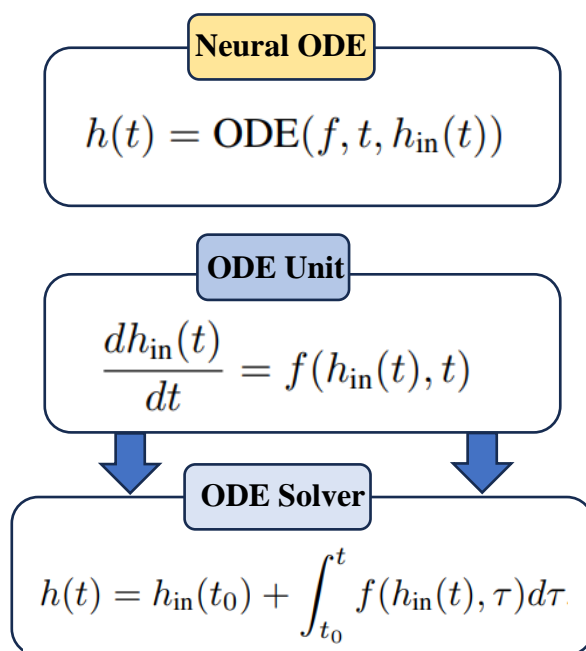 Neural ODE
h(t) = ODE(f, t, h_in(t))
ODE Unit
dh_in(t)/dt = f(h_in(t), t)
ODE Solver
h(t) = h_in(t_0) + ∫_{t_0}^{t} f(h_in(t), τ)dτ.